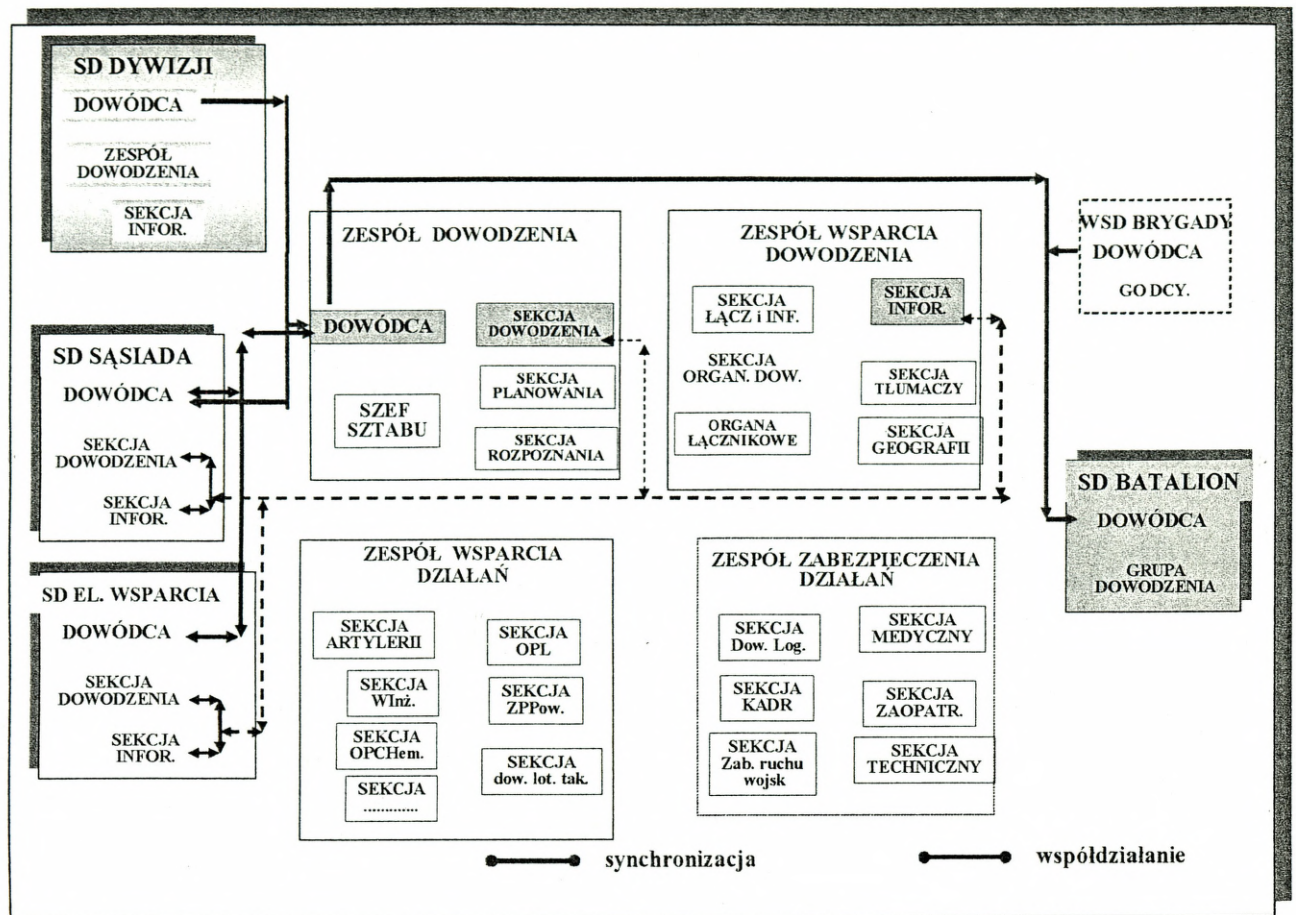 SD DYWIZJI
DOWÓDCA
ZESPÓŁ
DOWODZENIA
SEKCJA
INFOR.
SD SĄSIADA
DOWÓDCA
SEKCJA
DOWODZENIA
SEKCJA
INFOR.
SD EL. WSPARCIA
DOWÓDCA
SEKCJA
DOWODZENIA
SEKCJA
INFOR.
ZESPÓŁ DOWODZENIA
DOWÓDCA
SZEF
SZTABU
SEKCJA
DOWODZENIA
SEKCJA
PLANOWANIA
SEKCJA
ROZPOZNANIA
ZESPÓŁ WSPARCIA
DOWODZENIA
SEKCJA
ŁĄCZ i INF.
SEKCJA
ORGAN. DOW.
ORGANA
ŁĄCZNIKOWE
SEKCJA
INFOR.
SEKCJA
TLUMACZY
SEKCJA
GEOGRAFII
WSD BRYGADY
DOWÓDCA
GO DCY.
SD BATALION
DOWÓDCA
GRUPA
DOWODZENIA
ZESPÓŁ WSPARCIA
DZIAŁAŃ
SEKCJA
ARTYLERII
SEKCJA
WInż.
SEKCJA
OPCHem.
SEKCJA
.............
SEKCJA
OPL
SEKCJA
ZPPow.
SEKCJA
dow. lot. tak.
ZESPÓŁ ZABEZPIECZENIA
DZIAŁAŃ
SEKCJA
Dow. Log.
SEKCJA
KADR
SEKCJA
Zab. ruchu
wojsk
SEKCJA
MEDYCZNY
SEKCJA
ZAOPATR.
SEKCJA
TECHNICZNY
synchronizacja
współdziałanie